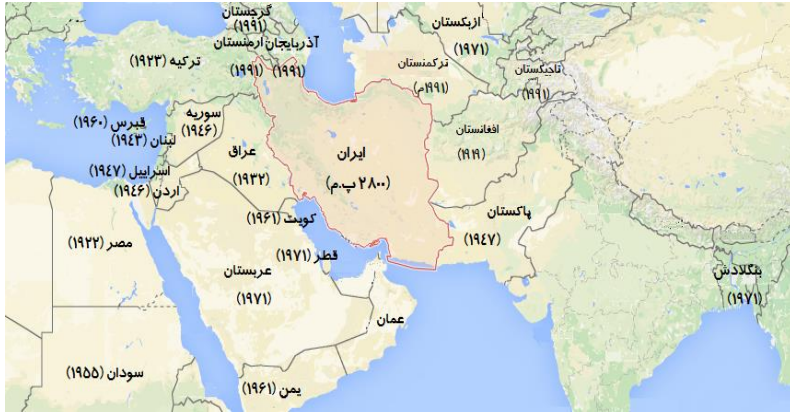 گرجستان
(۱۹۹۱)
ازبکستان
(۱۹۷۱)
آذربایجان
ارمنستان
(۱۹۹۱)
(۱۹۹۱)
ترکیه (۱۹۲۳)
ترکمنستان
(۱۹۹۱م)
تاجیکستان
(۱۹۹۱)
سوریه
(۱۹۴۶)
قبرس (۱۹۶۰)
لبنان (۱۹۴۳)
افغانستان
(۱۹۱۹)
ایران
(۲۸۰۰ پ.م)
عراق
(۱۹۳۲)
اسراییل (۱۹۴۷)
اردن (۱۹۴۶)
پاکستان
(۱۹۴۷)
کویت (۱۹۶۱)
مصر (۱۹۲۲)
قطر (۱۹۷۱)
عربستان
(۱۹۷۱)
بنگلادش
(۱۹۷۱)
عمان
سودان (۱۹۵۵)
یمن (۱۹۶۱)